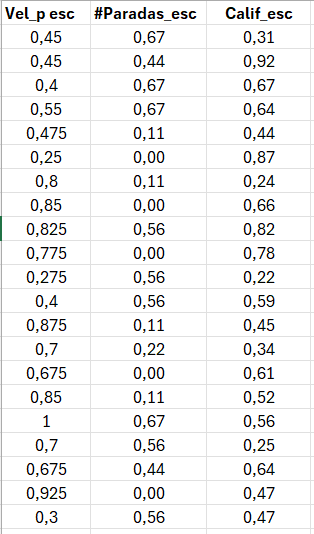 Vel_p esc #Paradas_esc Calif_esc
0,45 0,67 0,31
0,45 0,44 0,92
0,4 0,67 0,67
0,55 0,67 0,64
0,475 0,11 0,44
0,25 0,00 0,87
0,8 0,11 0,24
0,85 0,00 0,66
0,825 0,56 0,82
0,775 0,00 0,78
0,275 0,56 0,22
0,4 0,56 0,59
0,875 0,11 0,45
0,7 0,22 0,34
0,675 0,00 0,61
0,85 0,11 0,52
1 0,67 0,56
0,7 0,56 0,25
0,675 0,44 0,64
0,925 0,00 0,47
0,3 0,56 0,47